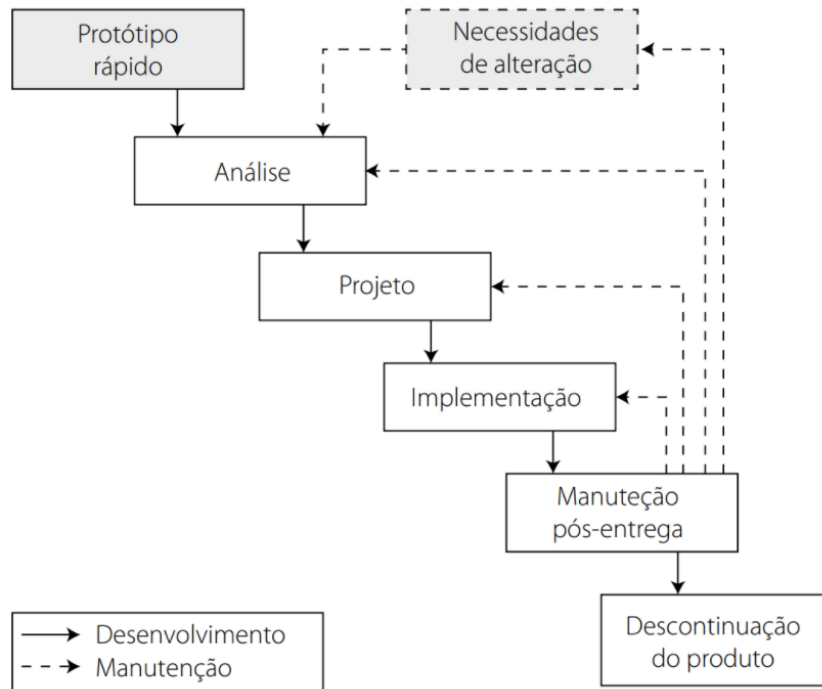 Protótipo
rápido
Necessidades
de alteração
Análise
Projeto
Implementação
Manuteção
pós-entrega
Descontinuação
do produto
Desenvolvimento
Manutenção